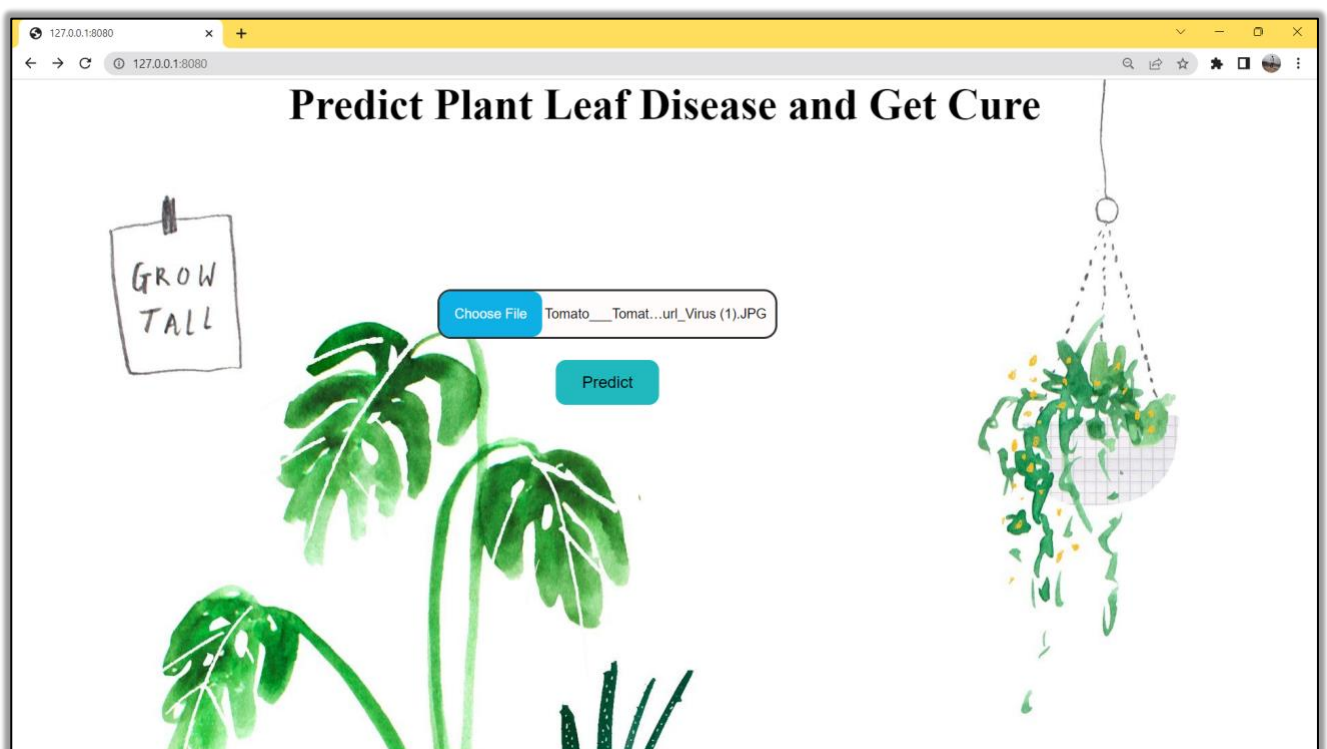 127.0.0.1:8080
127.0.0.1:8080
Predict Plant Leaf Disease and Get Cure
GROW
TALL
Choose File Tomato___Tomat...url_Virus (1).JPG
Predict